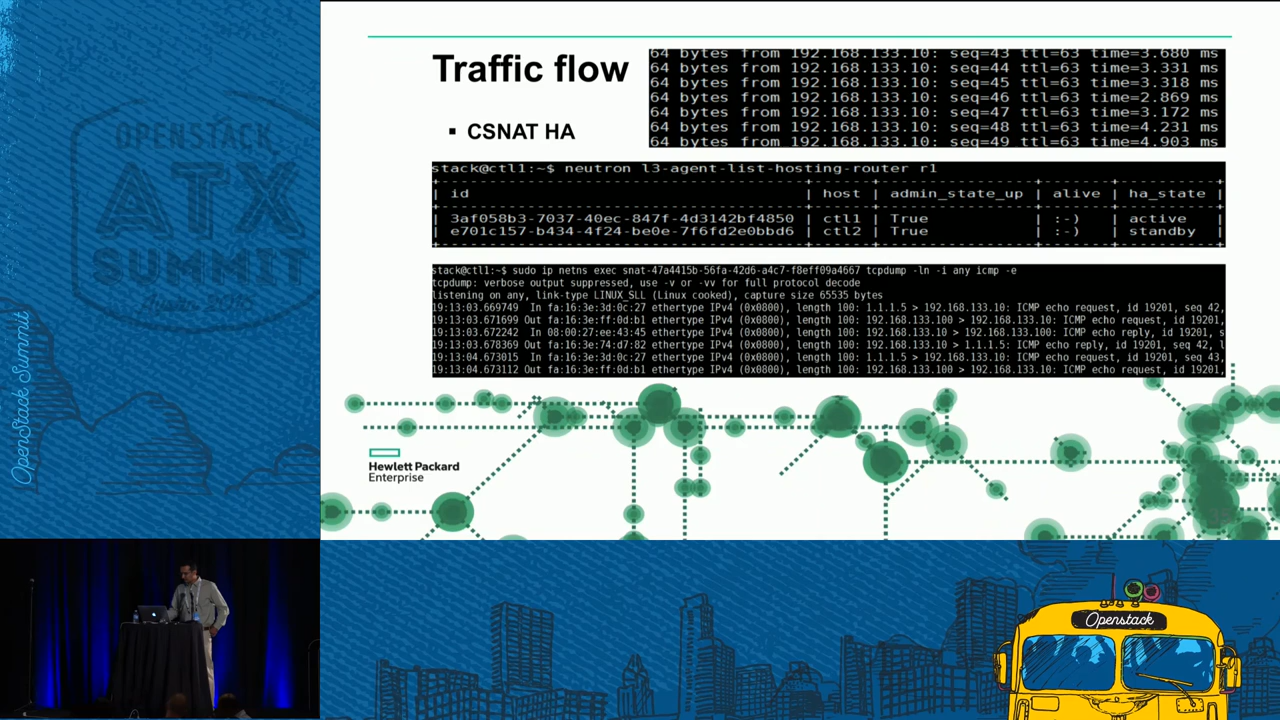 OPENSTACK
ATX
SUMMIT
OpenStack Summit
Traffic flow
▪ CSNAT HA
64 bytes from 192.168.133.10: seq=43 ttl=63 time=3.680 ms
64 bytes from 192.168.133.10: seq=44 ttl=63 time=3.331 ms
64 bytes from 192.168.133.10: seq=45 ttl=63 time=3.318 ms
64 bytes from 192.168.133.10: seq=46 ttl=63 time=2.869 ms
64 bytes from 192.168.133.10: seq=47 ttl=63 time=3.172 ms
64 bytes from 192.168.133.10: seq=48 ttl=63 time=4.231 ms
64 bytes from 192.168.133.10: seq=49 ttl=63 time=4.903 ms
stack@ctl1:~$ neutron l3-agent-list-hosting-router r1
| id | host | admin_state_up | alive | ha_state |
| 3af058b3-7037-40ec-847f-4d3142bf4850 | ctl1 | True | :-) | active |
| e701c157-b434-4f24-be0e-7f6fd2e0bbd6 | ctl2 | True | :-) | standby |
stack@ctl1:~$ sudo ip netns exec snat-47a4415b-56fa-42d6-a4c7-f8eff09a4667 tcpdump -ln -i any icmp -e
tcpdump: verbose output suppressed, use -v or -vv for full protocol decode
listening on any, link-type LINUX_SLL (Linux cooked), capture size 65535 bytes
19:13:03.669749 In fa:16:3e:3d:0c:27 ethertype IPv4 (0x0800), length 100: 1.1.1.5 > 192.168.133.10: ICMP echo request, id 19201, seq 42,
19:13:03.671699 Out fa:16:3e:ff:0d:b1 ethertype IPv4 (0x0800), length 100: 192.168.133.100 > 192.168.133.10: ICMP echo request, id 19201,
19:13:03.672242 In 08:00:27:ee:43:45 ethertype IPv4 (0x0800), length 100: 192.168.133.10 > 192.168.133.100: ICMP echo reply, id 19201, s
19:13:03.678369 Out fa:16:3e:74:d7:82 ethertype IPv4 (0x0800), length 100: 192.168.133.10 > 1.1.1.5: ICMP echo reply, id 19201, seq 42, l
19:13:04.673015 In fa:16:3e:3d:0c:27 ethertype IPv4 (0x0800), length 100: 1.1.1.5 > 192.168.133.10: ICMP echo request, id 19201, seq 43,
19:13:04.673112 Out fa:16:3e:ff:0d:b1 ethertype IPv4 (0x0800), length 100: 192.168.133.100 > 192.168.133.10: ICMP echo request, id 19201,
Hewlett Packard
Enterprise
Openstack